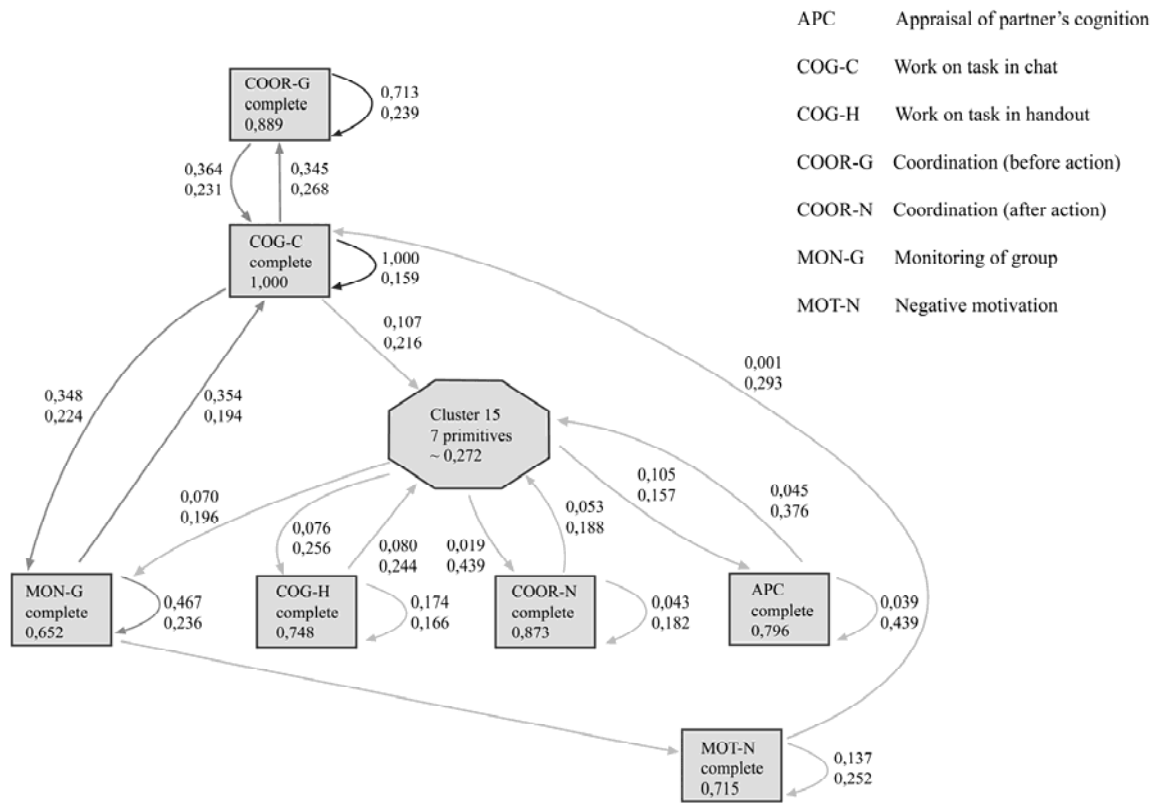 APC Appraisal of partner's cognition
COG-C Work on task in chat
COG-H Work on task in handout
COOR-G Coordination (before action)
COOR-N Coordination (after action)
MON-G Monitoring of group
MOT-N Negative motivation
COOR-G
complete
0,889
0,713
0,239
0,364
0,231
0,345
0,268
COG-C
complete
1,000
1,000
0,159
0,107
0,216
0,001
0,293
0,348
0,224
0,354
0,194
Cluster 15
7 primitives
~ 0,272
0,070
0,196
0,076
0,256
0,080
0,244
0,019
0,439
0,053
0,188
0,105
0,157
0,045
0,376
MON-G
complete
0,652
0,467
0,236
COG-H
complete
0,748
0,174
0,166
COOR-N
complete
0,873
0,043
0,182
APC
complete
0,796
0,039
0,439
MOT-N
complete
0,715
0,137
0,252